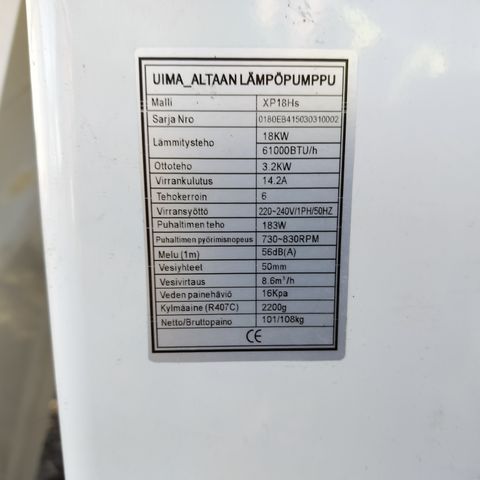 UIMA_ALTAAN LÄMPÖPUMPPU
Malli XP18Hs
Sarja Nro 0180EB415030310002
Lämmitysteho 18KW
61000BTU/h
Ottoteho 3.2KW
Virrankulutus 14.2A
Tehokerroin 6
Virransyöttö 220~240V/1PH/50HZ
Puhaltimen teho 183W
Puhaltimen pyörimisnopeus 730~830RPM
Melu (1m) 56dB(A)
Vesiyhteet 50mm
Vesivirtaus 8.6m³/h
Veden painehäviö 16Kpa
Kylmäaine (R407C) 2200g
Netto/Bruttopaino 101/108kg
CE